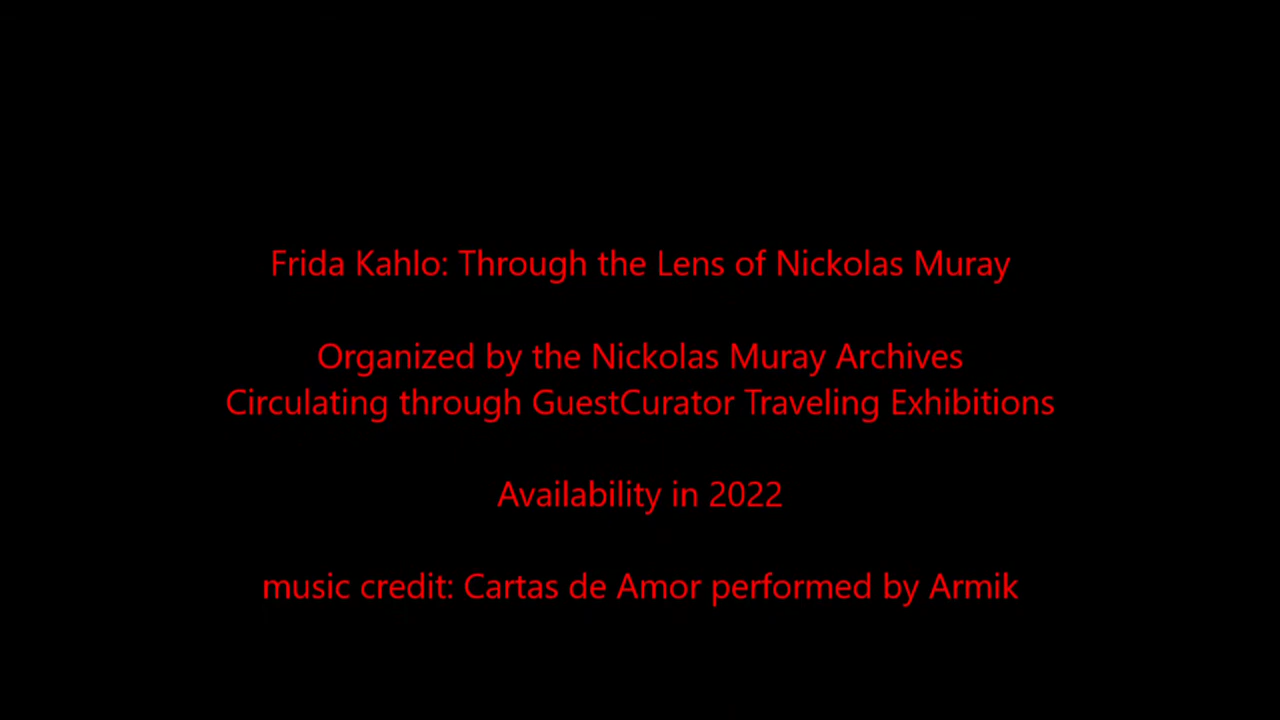 Frida Kahlo: Through the Lens of Nickolas Muray
Organized by the Nickolas Muray Archives
Circulating through GuestCurator Traveling Exhibitions
Availability in 2022
music credit: Cartas de Amor performed by Armik